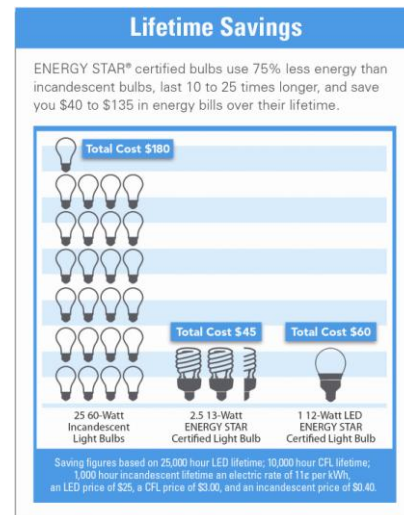 Lifetime Savings
ENERGY STAR® certified bulbs use 75% less energy than
incandescent bulbs, last 10 to 25 times longer, and save
you $40 to $135 in energy bills over their lifetime.
Total Cost $180
Total Cost $45
Total Cost $60
25 60-Watt
Incandescent
Light Bulbs
2.5 13-Watt
ENERGY STAR
Certified Light Bulb
1 12-Watt LED
ENERGY STAR
Certified Light Bulb
Saving figures based on 25,000 hour LED lifetime; 10,000 hour CFL lifetime;
1,000 hour incandescent lifetime an electric rate of 11¢ per kWh,
an LED price of $25, a CFL price of $3.00, and an incandescent price of $0.40.